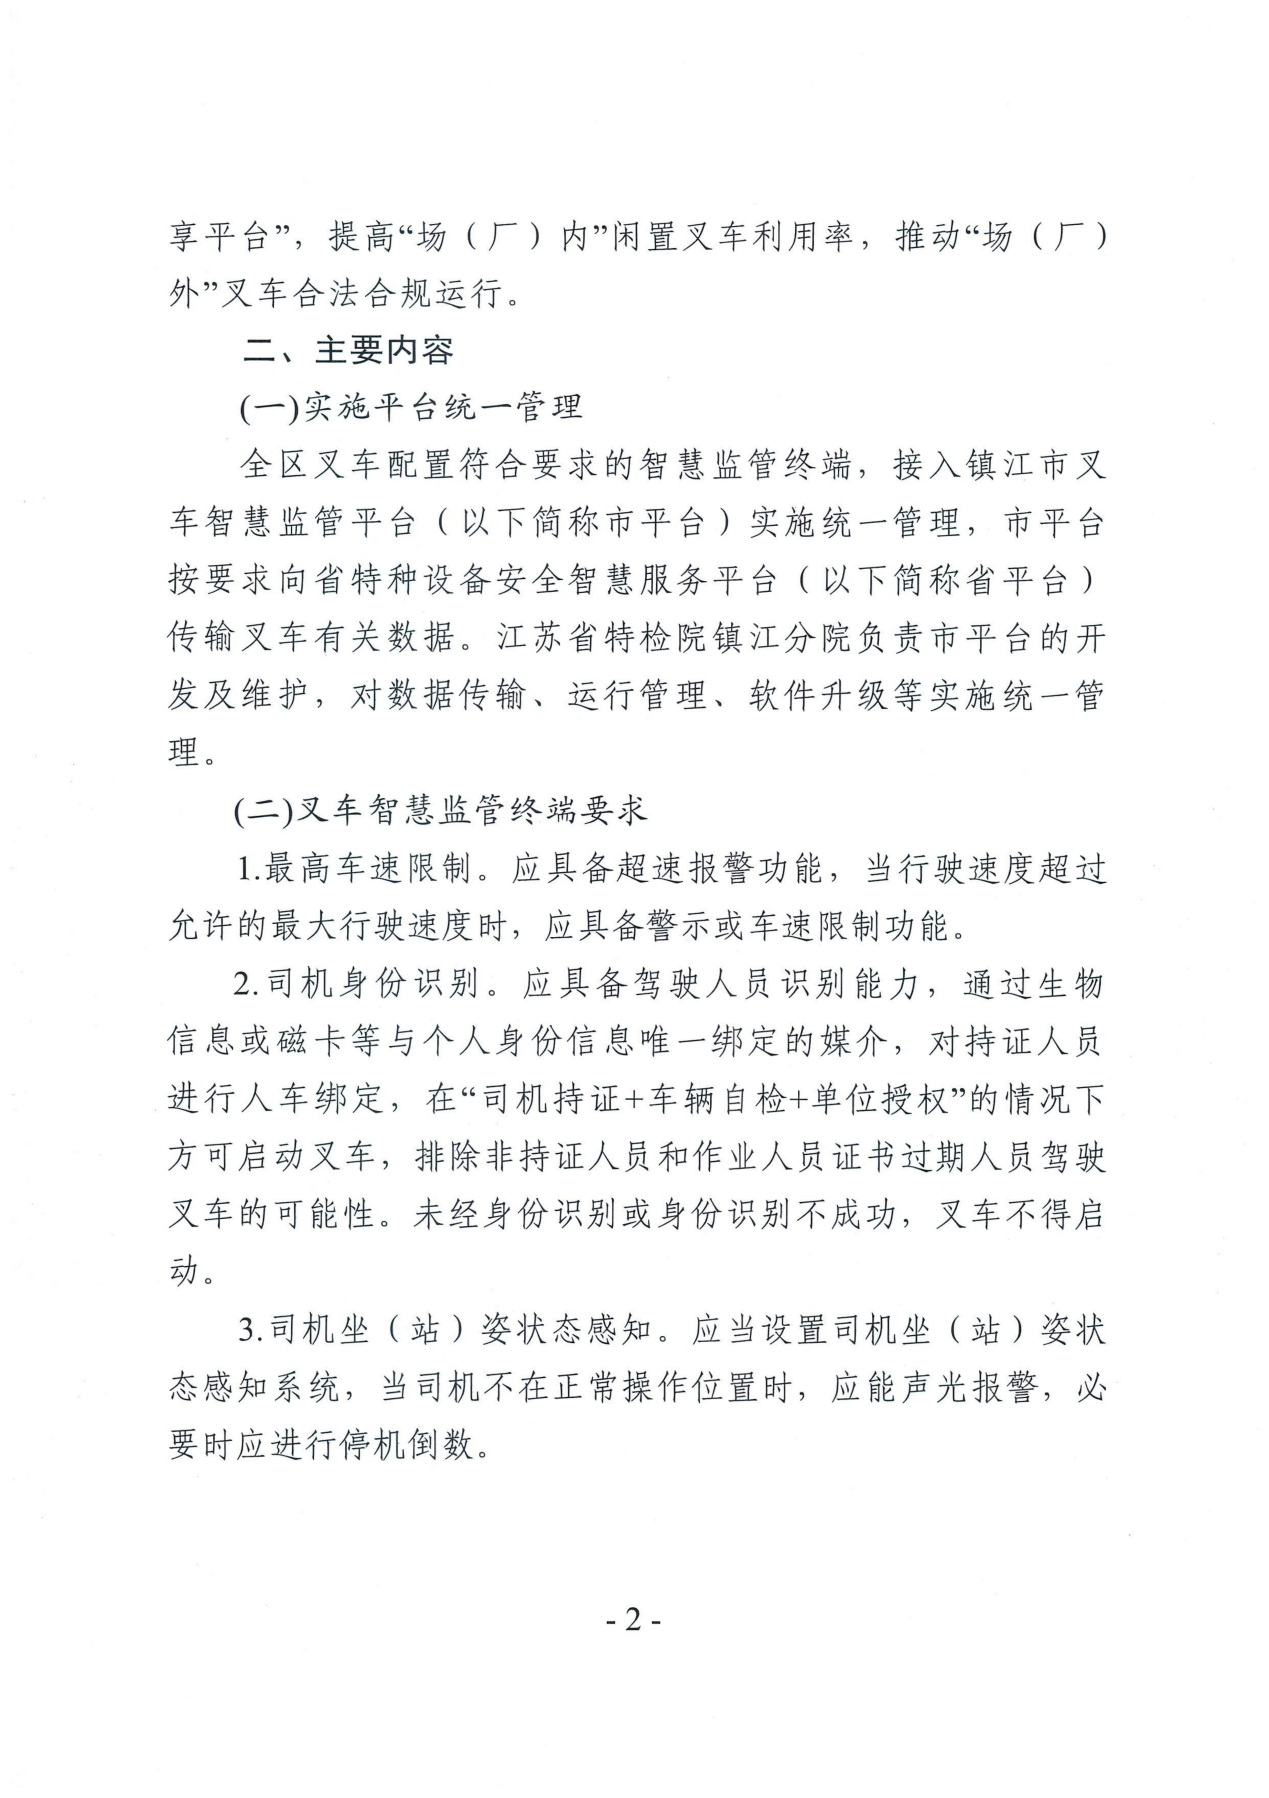 享平台”，提高“场（厂）内”闲置叉车利用率，推动“场（厂）
外”叉车合法合规运行。
二、主要内容
(一)实施平台统一管理
全区叉车配置符合要求的智慧监管终端，接入镇江市叉
车智慧监管平台（以下简称市平台）实施统一管理，市平台
按要求向省特种设备安全智慧服务平台（以下简称省平台）
传输叉车有关数据。江苏省特检院镇江分院负责市平台的开
发及维护，对数据传输、运行管理、软件升级等实施统一管
理。
(二)叉车智慧监管终端要求
1.最高车速限制。应具备超速报警功能，当行驶速度超过
允许的最大行驶速度时，应具备警示或车速限制功能。
2.司机身份识别。应具备驾驶人员识别能力，通过生物
信息或磁卡等与个人身份信息唯一绑定的媒介，对持证人员
进行人车绑定，在“司机持证+车辆自检+单位授权”的情况下
方可启动叉车，排除非持证人员和作业人员证书过期人员驾驶
叉车的可能性。未经身份识别或身份识别不成功，叉车不得启
动。
3.司机坐（站）姿状态感知。应当设置司机坐（站）姿状
态感知系统，当司机不在正常操作位置时，应能声光报警，必
要时应进行停机倒数。
- 2 -